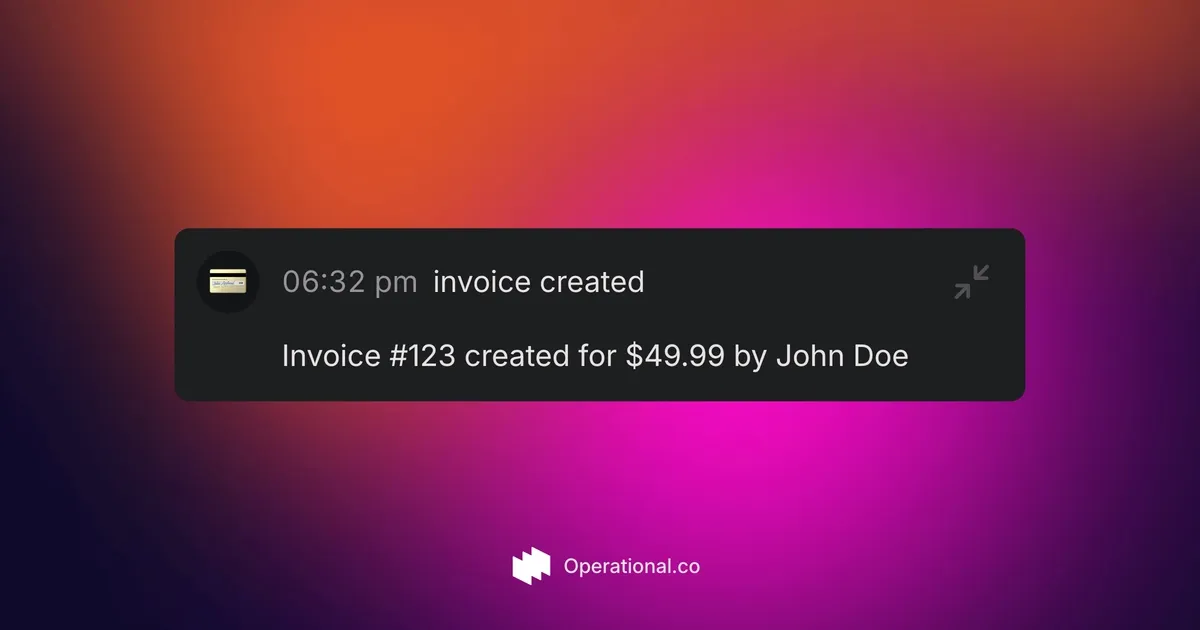 06:32 pm invoice created
Invoice #123 created for $49.99 by John Doe
Operational.co